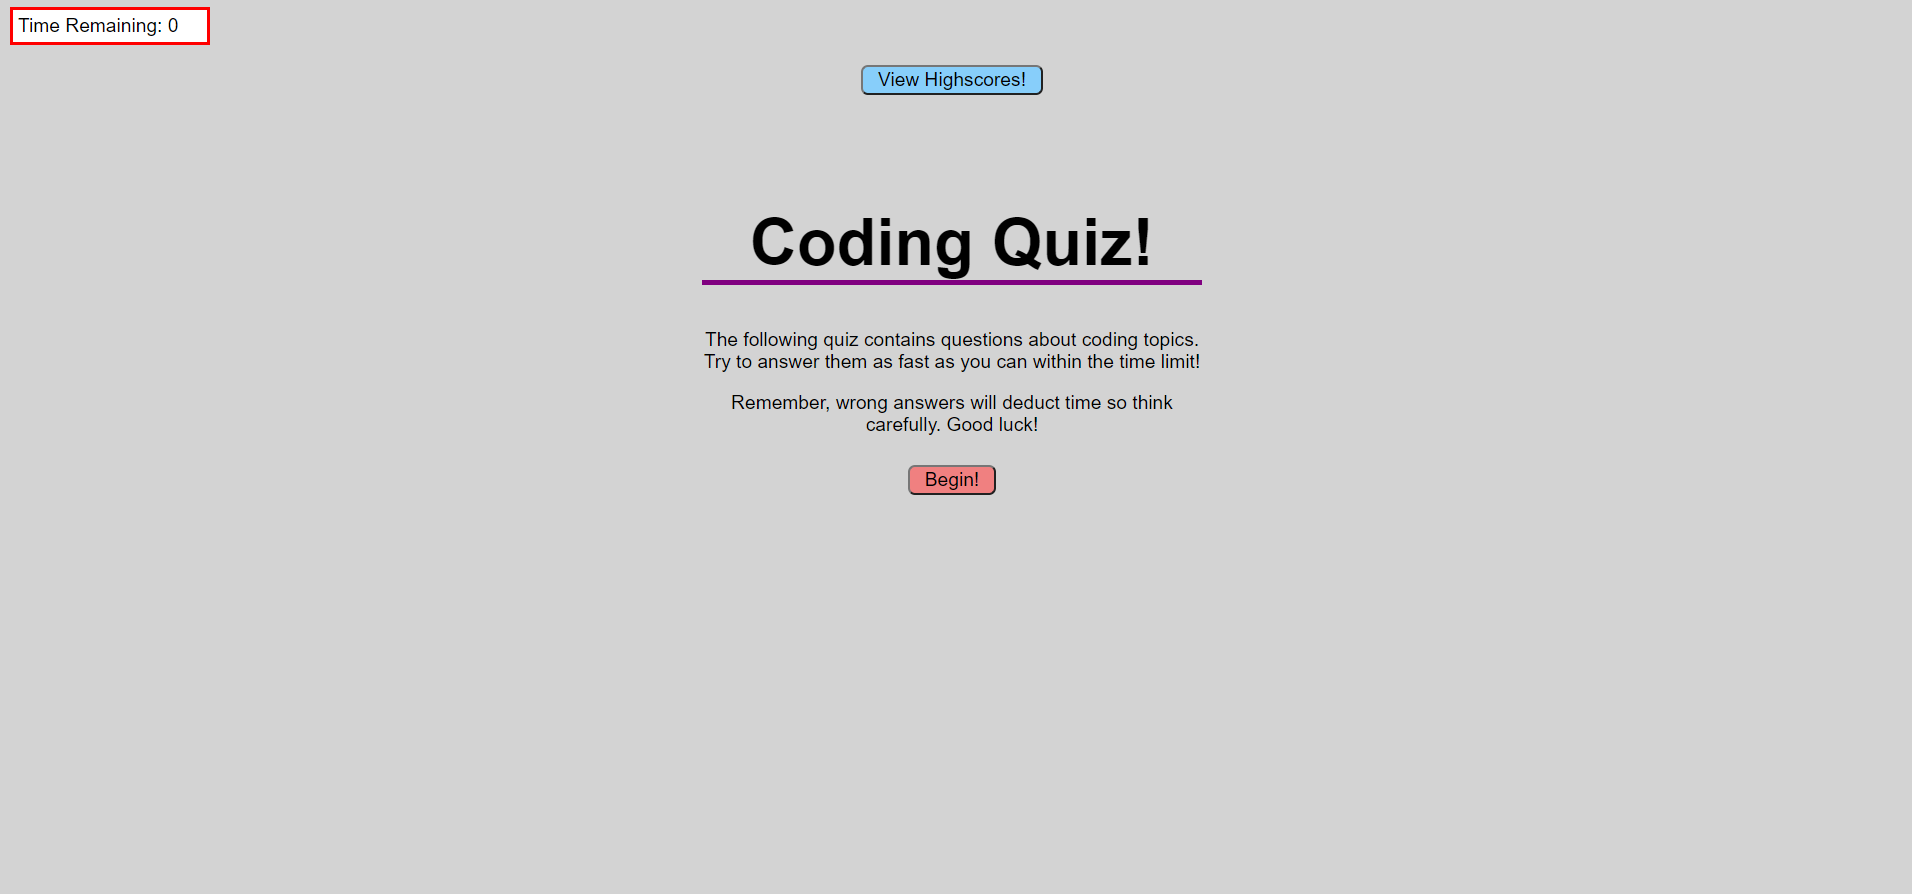 Time Remaining: 0
View Highscores!
Coding Quiz!
The following quiz contains questions about coding topics.
Try to answer them as fast as you can within the time limit!
Remember, wrong answers will deduct time so think
carefully. Good luck!
Begin!